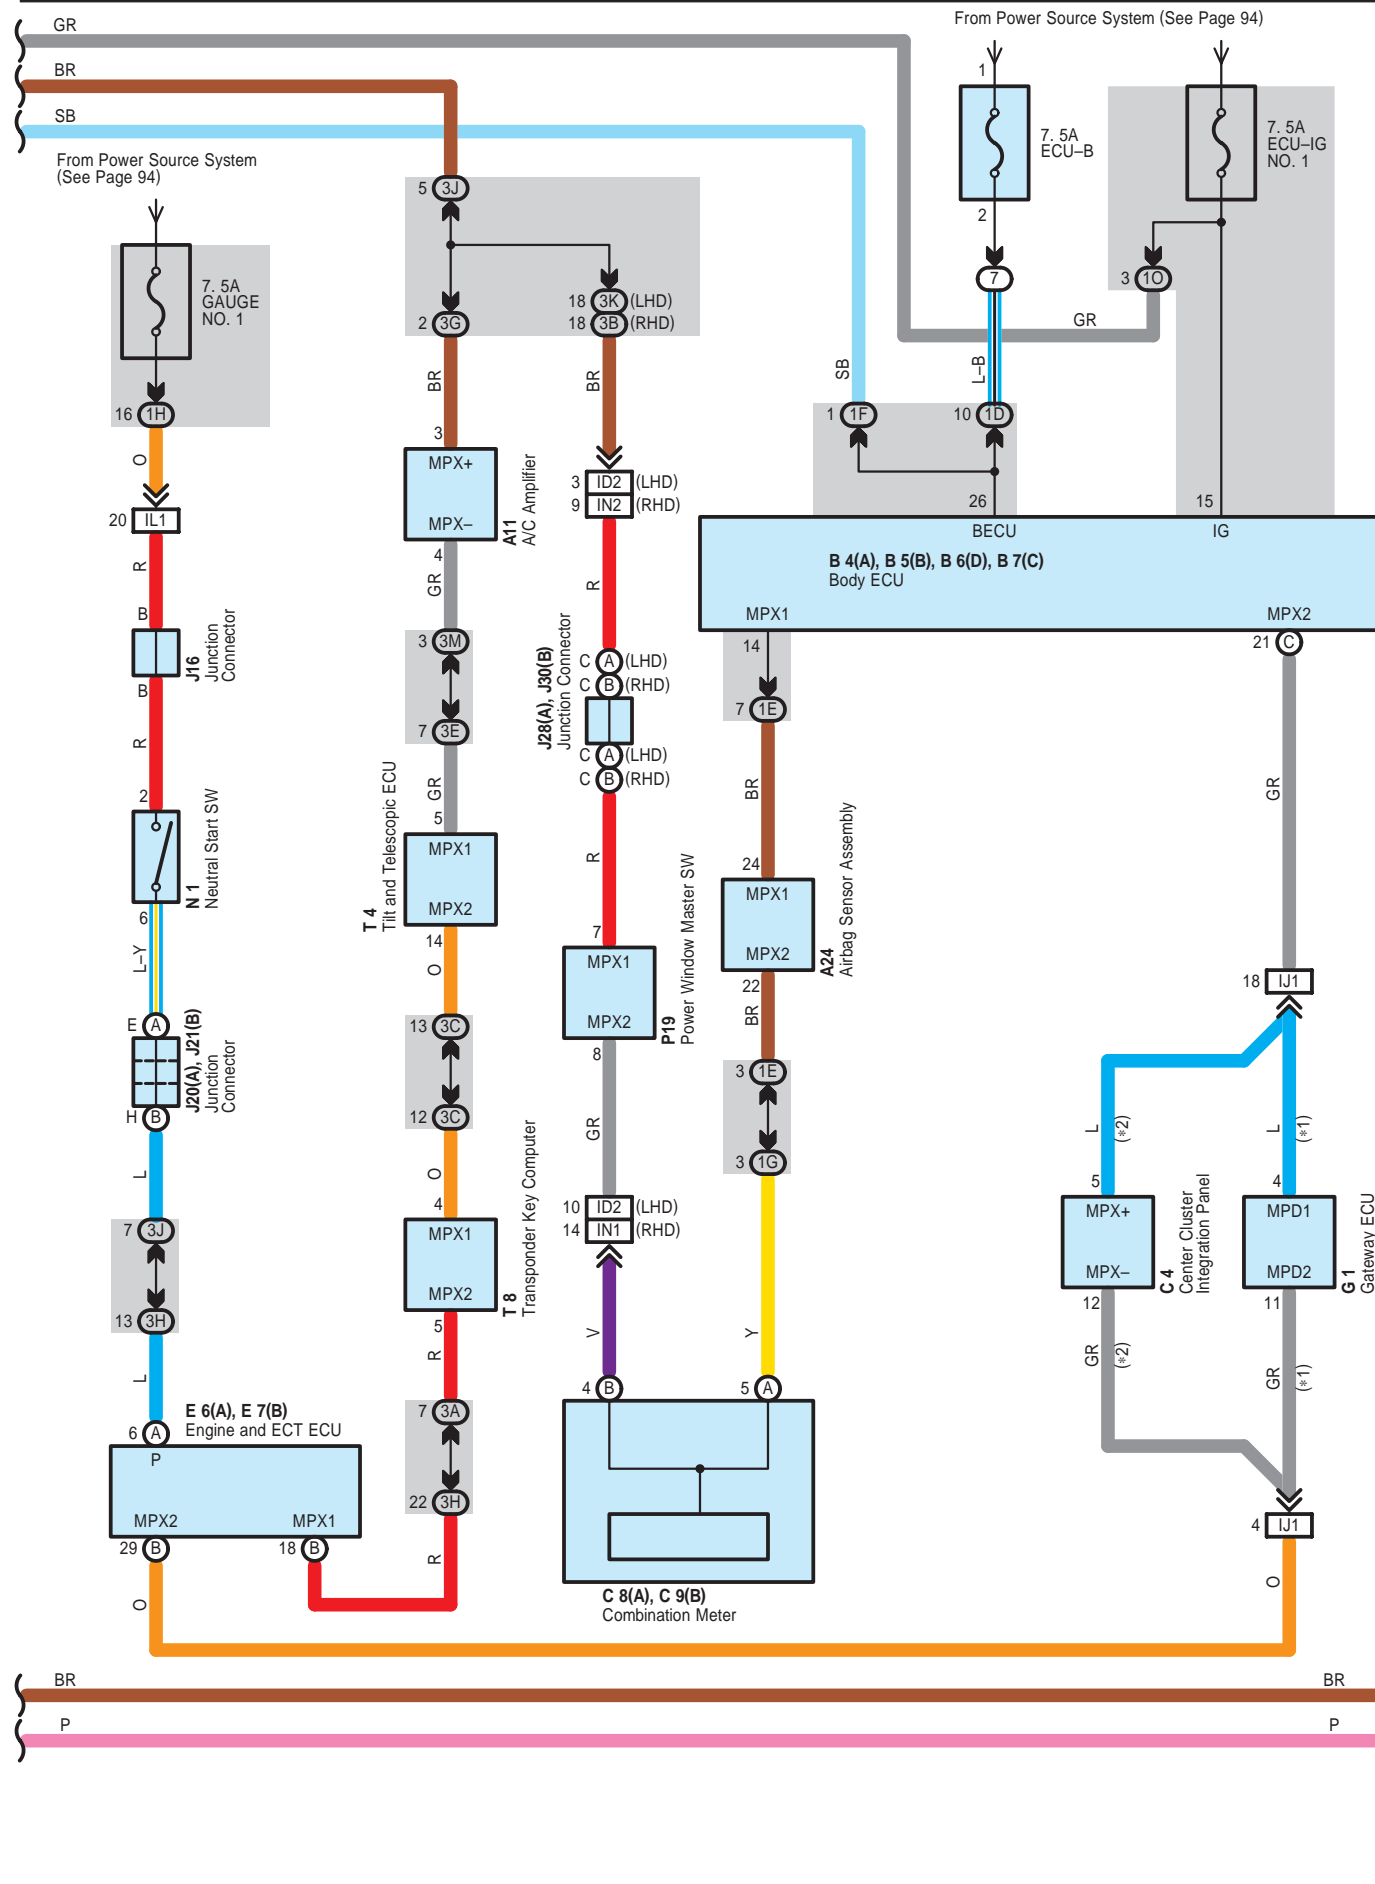 GR
From Power Source System (See Page 94)
BR
SB
1
7. 5A
ECU–B
7. 5A
ECU–IG
NO. 1
From Power Source System
(See Page 94)
5 3J
2
7
3 1O
7. 5A
GAUGE
NO. 1
18 3K (LHD)
2 3G
18 3B (RHD)
GR
BR
BR
SB
L–B
16 1H
1 1F
10 1D
O
3
MPX+
MPX–
A11
A/C Amplifier
3 ID2 (LHD)
9 IN2 (RHD)
26
15
20 IL1
BECU
IG
B 4(A), B 5(B), B 6(D), B 7(C)
Body ECU
4
R
GR
R
MPX1
MPX2
B
J16
Junction
Connector
3 3M
J28(A), J30(B)
Junction Connector
C A (LHD)
C B (RHD)
14
21 C
B
7 3E
C A (LHD)
C B (RHD)
7 1E
R
GR
BR
GR
2
5
N 1
Neutral Start SW
T 4
Tilt and Telescopic ECU
MPX1
MPX2
R
24
MPX1
MPX2
A24
Airbag Sensor Assembly
6
14
7
MPX1
MPX2
P19
Power Window Master SW
22
L–Y
O
BR
18 IJ1
E A
J20(A), J21(B)
Junction
Connector
H B
13 3C
12 3C
8
3 1E
GR
3 1G
L
(*2)
L
(*1)
L
O
4
5
4
7 3J
MPX1
MPX2
T 8
Transponder Key Computer
10 ID2 (LHD)
14 IN1 (RHD)
MPX+
MPX–
C 4
Center Cluster
Integration Panel
MPD1
MPD2
G 1
Gateway ECU
13 3H
5
12
11
L
R
V
Y
GR
(*2)
GR
(*1)
4 B
5 A
E 6(A), E 7(B)
Engine and ECT ECU
6 A
7 3A
P
MPX2
MPX1
22 3H
4 IJ1
29 B
18 B
R
O
O
C 8(A), C 9(B)
Combination Meter
BR
BR
P
P